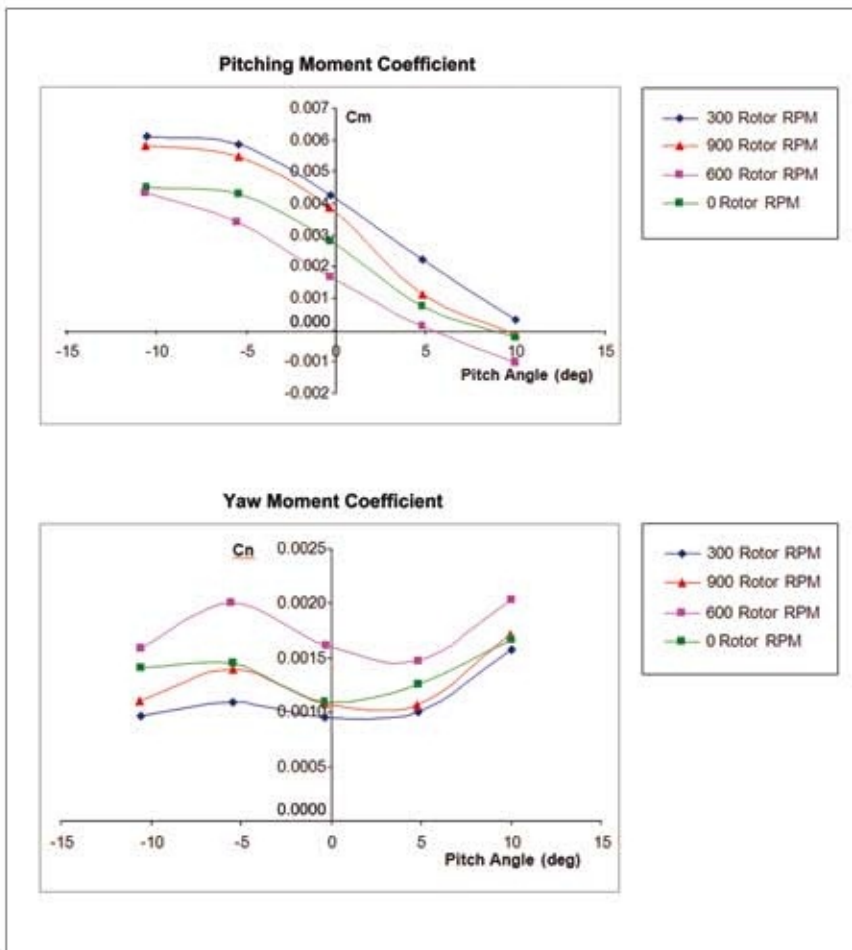 Pitching Moment Coefficient
0.007
Cm
0.006
0.005
0.004
0.003
0.002
0.001
0.000
-15
-10
-5
0
5
10
15
-0.001
Pitch Angle (deg)
-0.002
300 Rotor RPM
900 Rotor RPM
600 Rotor RPM
0 Rotor RPM
Yaw Moment Coefficient
Cn
0.0025
0.0020
0.0015
0.0010
0.0005
0.0000
-15
-10
-5
0
5
10
15
Pitch Angle (deg)
300 Rotor RPM
900 Rotor RPM
600 Rotor RPM
0 Rotor RPM